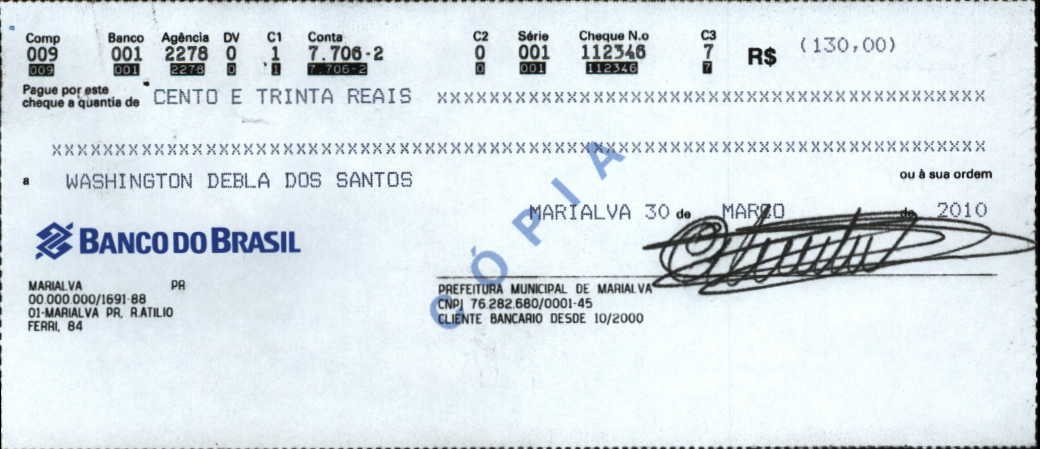 Comp Banco Agência DV C1 Conta C2 Série Cheque N.o C3
009 001 2278 0 1 7.706-2 0 001 112346 7 R$ (130,00)
009 001 2278 0 1 7.706-2 0 001 112346 7
Pague por este
cheque a quantia de CENTO E TRINTA REAIS XXXXXXXXXXXXXXXXXXXXXXXXXXXXXXXXXXXXXXXXXXXXXXX
XXXXXXXXXXXXXXXXXXXXXXXXXXXXXXXXXXXXXXXXXXXXXXXXXXXXXXXXXXXXXXXXXXXXXXXXXXXXXXXX
a WASHINGTON DEBLA DOS SANTOS ou à sua ordem
MARIALVA 30 de MARÇO de 2010
CÓPIA
BANCO DO BRASIL
MARIALVA PR
00.000.000/1691-88
01-MARIALVA PR, R.ATILIO
FERRI, 84
PREFEITURA MUNICIPAL DE MARIALVA
CNPJ 76.282.680/0001-45
CLIENTE BANCARIO DESDE 10/2000